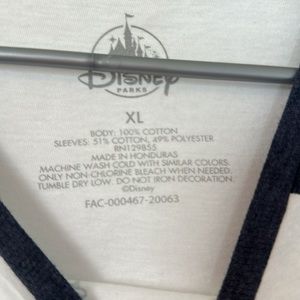 Disney
PARKS
XL
BODY: 100% COTTON
SLEEVES: 51% COTTON, 49% POLYESTER
RN129855
MADE IN HONDURAS
MACHINE WASH COLD WITH SIMILAR COLORS.
ONLY NON-CHLORINE BLEACH WHEN NEEDED.
TUMBLE DRY LOW. DO NOT IRON DECORATION.
©Disney
FAC-000467-20063